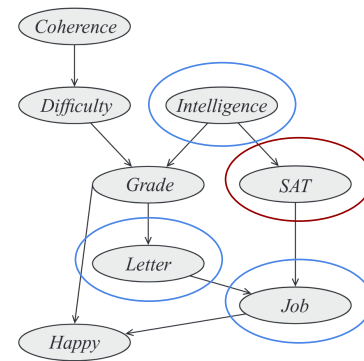 Coherence
Difficulty
Intelligence
Grade
SAT
Letter
Job
Happy